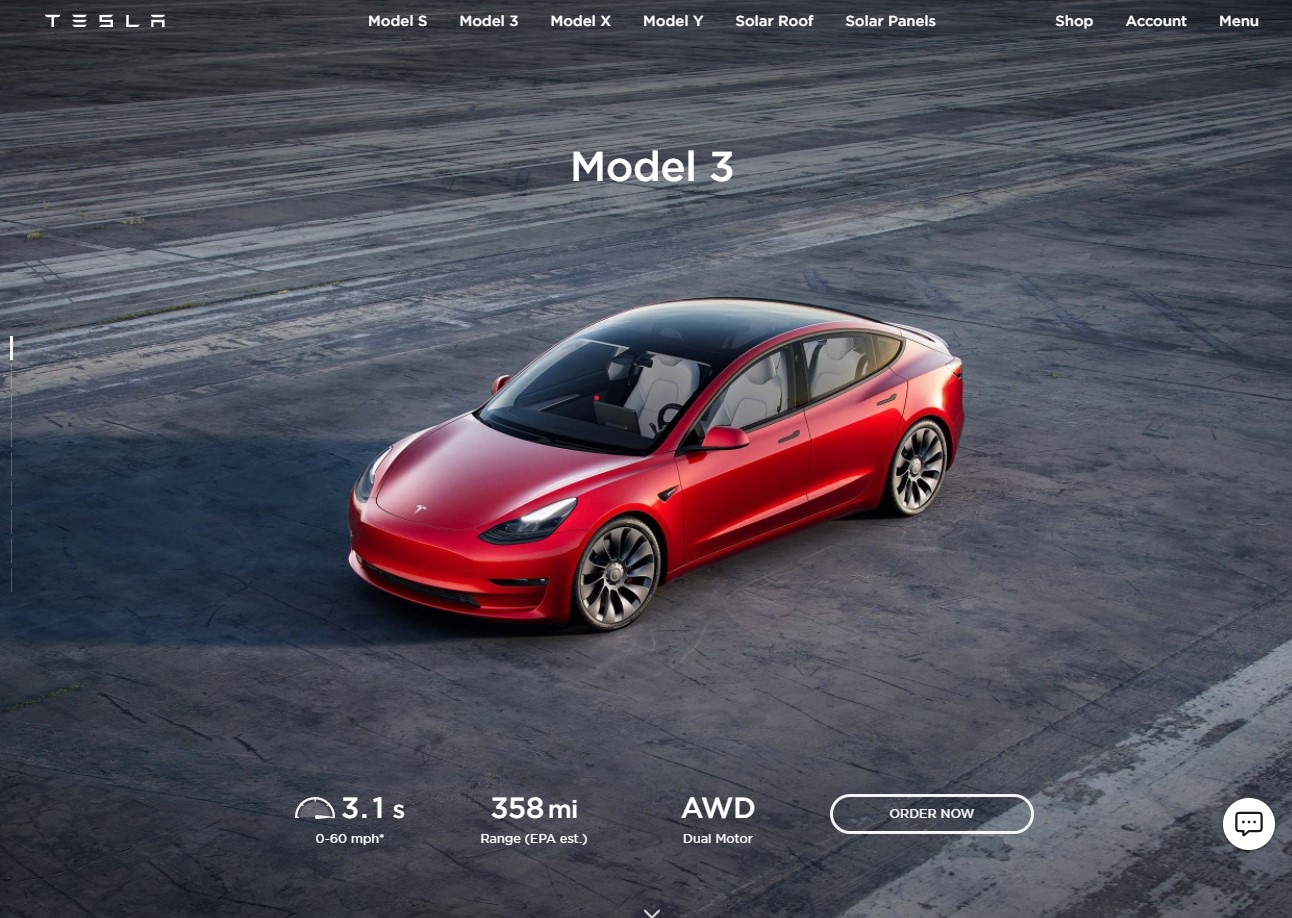 TESLA Model S Model 3 Model X Model Y Solar Roof Solar Panels Shop Account Menu
Model 3
3.1 s 358 mi AWD ORDER NOW
0-60 mph* Range (EPA est.) Dual Motor